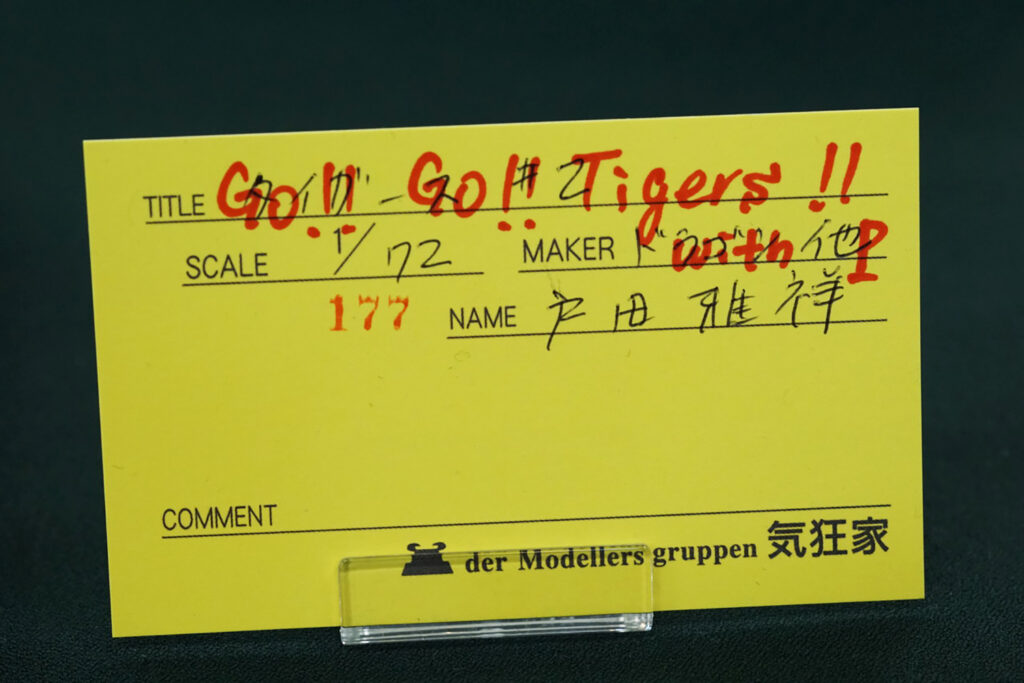 TITLE Go!! Go!! Tigers!!
タイガース #2
with P
SCALE 1/72 MAKER ドラゴン 他
177 NAME 戸田 雅祥
COMMENT
der Modellers gruppen 気狂家